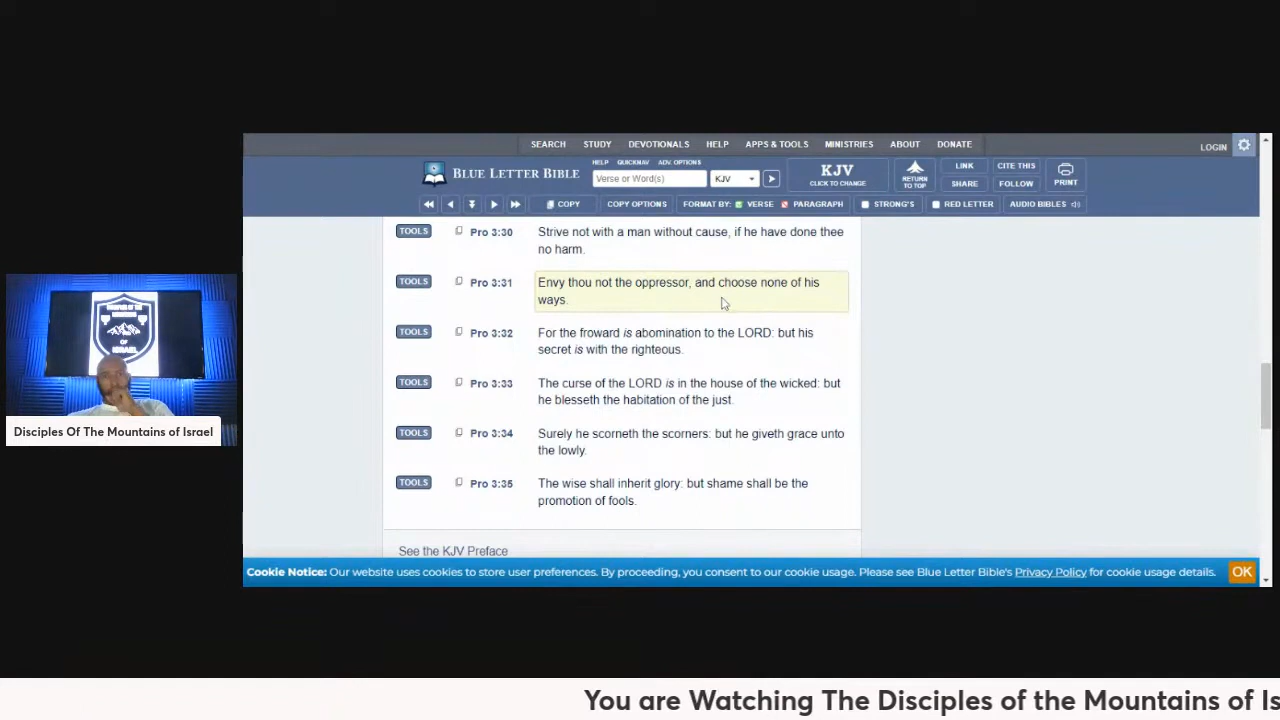 SEARCH STUDY DEVOTIONALS HELP APPS & TOOLS MINISTRIES ABOUT DONATE LOGIN
HELP QUICKNAV ADV. OPTIONS
BLUE LETTER BIBLE
Verse or Word(s) KJV
KJV
CLICK TO CHANGE
RETURN
TO TOP
LINK CITE THIS
SHARE FOLLOW
PRINT
COPY COPY OPTIONS FORMAT BY: VERSE PARAGRAPH STRONG'S RED LETTER AUDIO BIBLES
TOOLS Pro 3:30 Strive not with a man without cause, if he have done thee
no harm.
TOOLS Pro 3:31 Envy thou not the oppressor, and choose none of his
ways.
TOOLS Pro 3:32 For the froward is abomination to the LORD: but his
secret is with the righteous.
TOOLS Pro 3:33 The curse of the LORD is in the house of the wicked: but
he blesseth the habitation of the just.
TOOLS Pro 3:34 Surely he scorneth the scorners: but he giveth grace unto
the lowly.
TOOLS Pro 3:35 The wise shall inherit glory: but shame shall be the
promotion of fools.
See the KJV Preface
Cookie Notice: Our website uses cookies to store user preferences. By proceeding, you consent to our cookie usage. Please see Blue Letter Bible's Privacy Policy for cookie usage details. OK
OF
ISRAEL
Disciples Of The Mountains of Israel
You are Watching The Disciples of the Mountains of Is